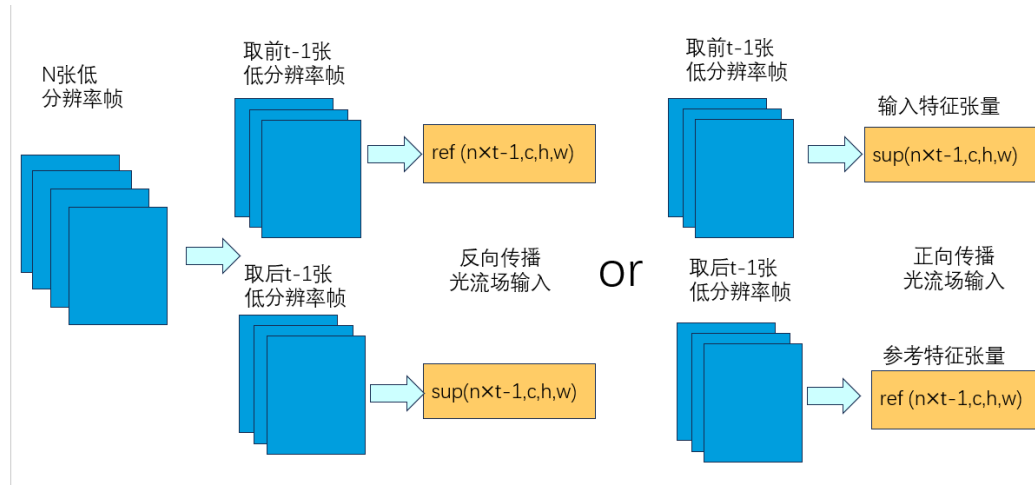 N张低
分辨率帧
取前t-1张
低分辨率帧
ref (n×t-1,c,h,w)
反向传播
光流场输入
取后t-1张
低分辨率帧
sup(n×t-1,c,h,w)
or
取前t-1张
低分辨率帧
输入特征张量
sup(n×t-1,c,h,w)
正向传播
光流场输入
取后t-1张
低分辨率帧
参考特征张量
ref (n×t-1,c,h,w)